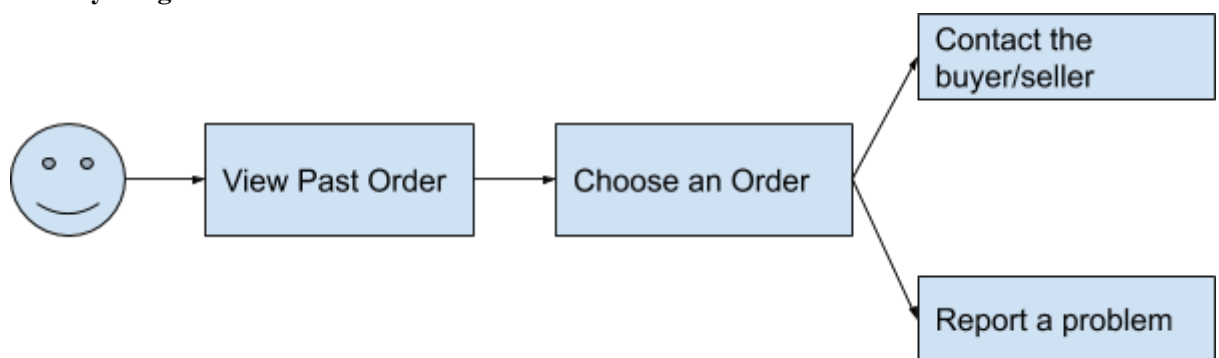 View Past Order
Choose an Order
Contact the
buyer/seller
Report a problem